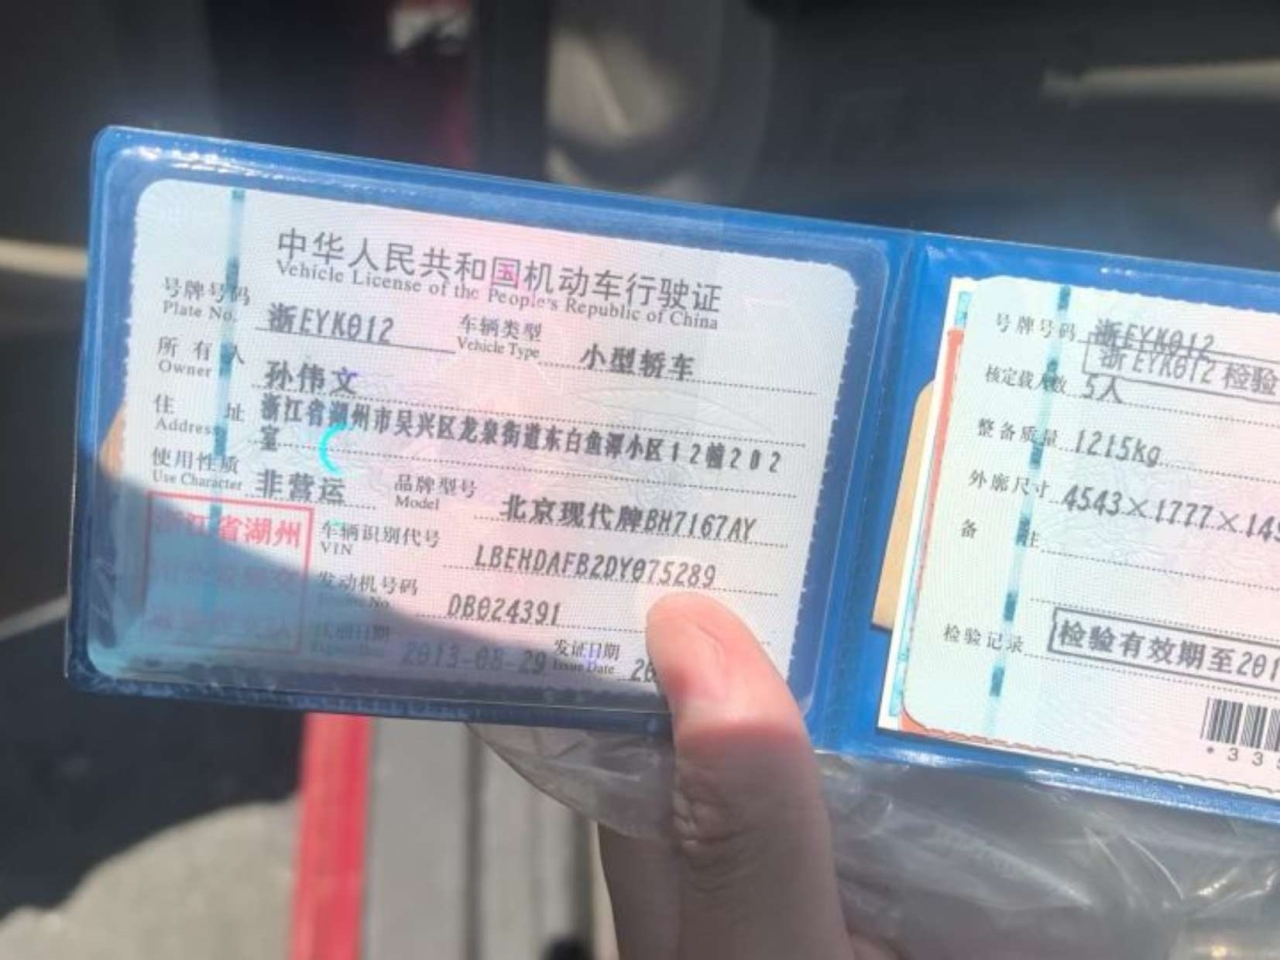 中华人民共和国机动车行驶证
Vehicle License of the People's Republic of China
号牌号码 浙EYK012 车辆类型 小型轿车
Plate No. Vehicle Type
所有人 孙伟文
Owner
住址 浙江省湖州市吴兴区龙泉街道东白鱼潭小区12幢202
Address 室
使用性质 非营运 品牌型号 北京现代牌BH7167AY
Use Character Model
浙江省湖州
车辆识别代号 LBEHDAFB2DY075289
VIN
发动机号码 DB024391
注册日期 2013-08-29 发证日期 20
Issue Date
号牌号码 浙EYK012
浙EYK012 检验
核定载人数 5人
整备质量 1215kg
外廓尺寸 4543×1777×14
备注
检验记录 检验有效期至201
*335